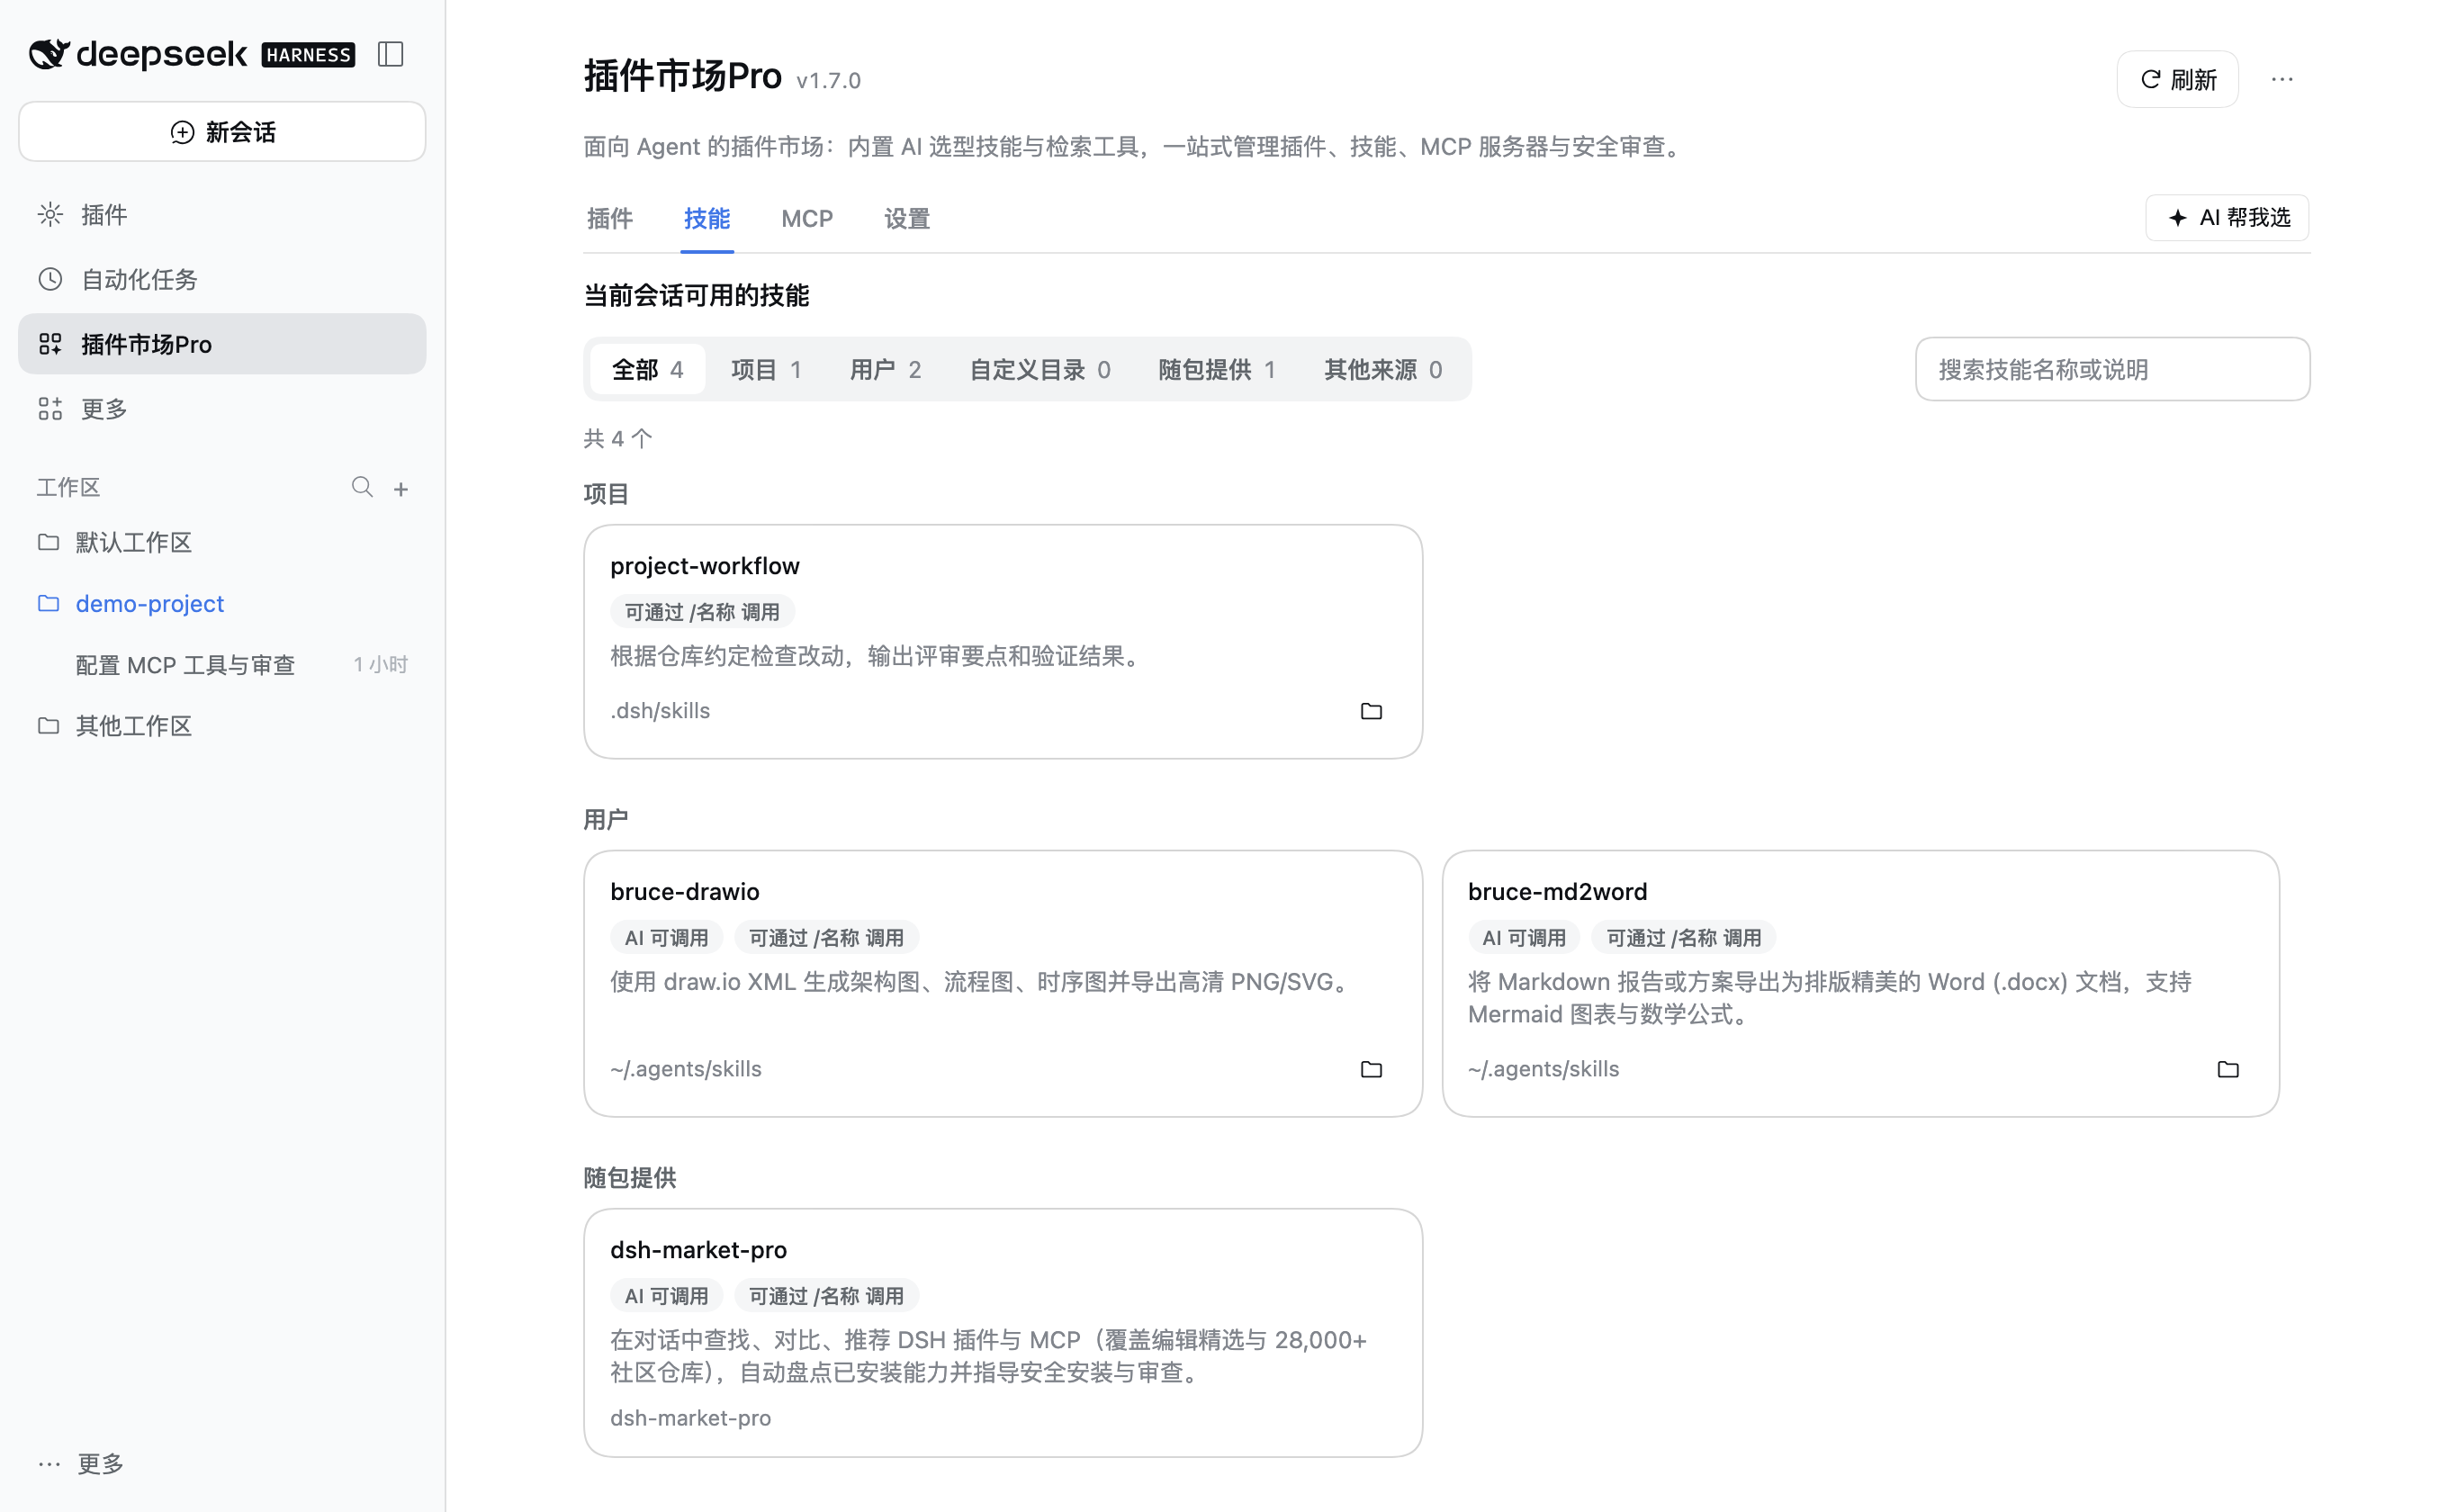 deepseek HARNESS
新会话
插件
自动化任务
插件市场Pro
更多
工作区
默认工作区
demo-project
配置 MCP 工具与审查 1 小时
其他工作区
更多
插件市场Pro v1.7.0
刷新
面向 Agent 的插件市场：内置 AI 选型技能与检索工具，一站式管理插件、技能、MCP 服务器与安全审查。
插件 技能 MCP 设置
AI 帮我选
当前会话可用的技能
全部 4 项目 1 用户 2 自定义目录 0 随包提供 1 其他来源 0
搜索技能名称或说明
共 4 个
项目
project-workflow
可通过 /名称 调用
根据仓库约定检查改动，输出评审要点和验证结果。
.dsh/skills
用户
bruce-drawio
AI 可调用 可通过 /名称 调用
使用 draw.io XML 生成架构图、流程图、时序图并导出高清 PNG/SVG。
~/.agents/skills
bruce-md2word
AI 可调用 可通过 /名称 调用
将 Markdown 报告或方案导出为排版精美的 Word (.docx) 文档，支持
Mermaid 图表与数学公式。
~/.agents/skills
随包提供
dsh-market-pro
AI 可调用 可通过 /名称 调用
在对话中查找、对比、推荐 DSH 插件与 MCP（覆盖编辑精选与 28,000+
社区仓库），自动盘点已安装能力并指导安全安装与审查。
dsh-market-pro